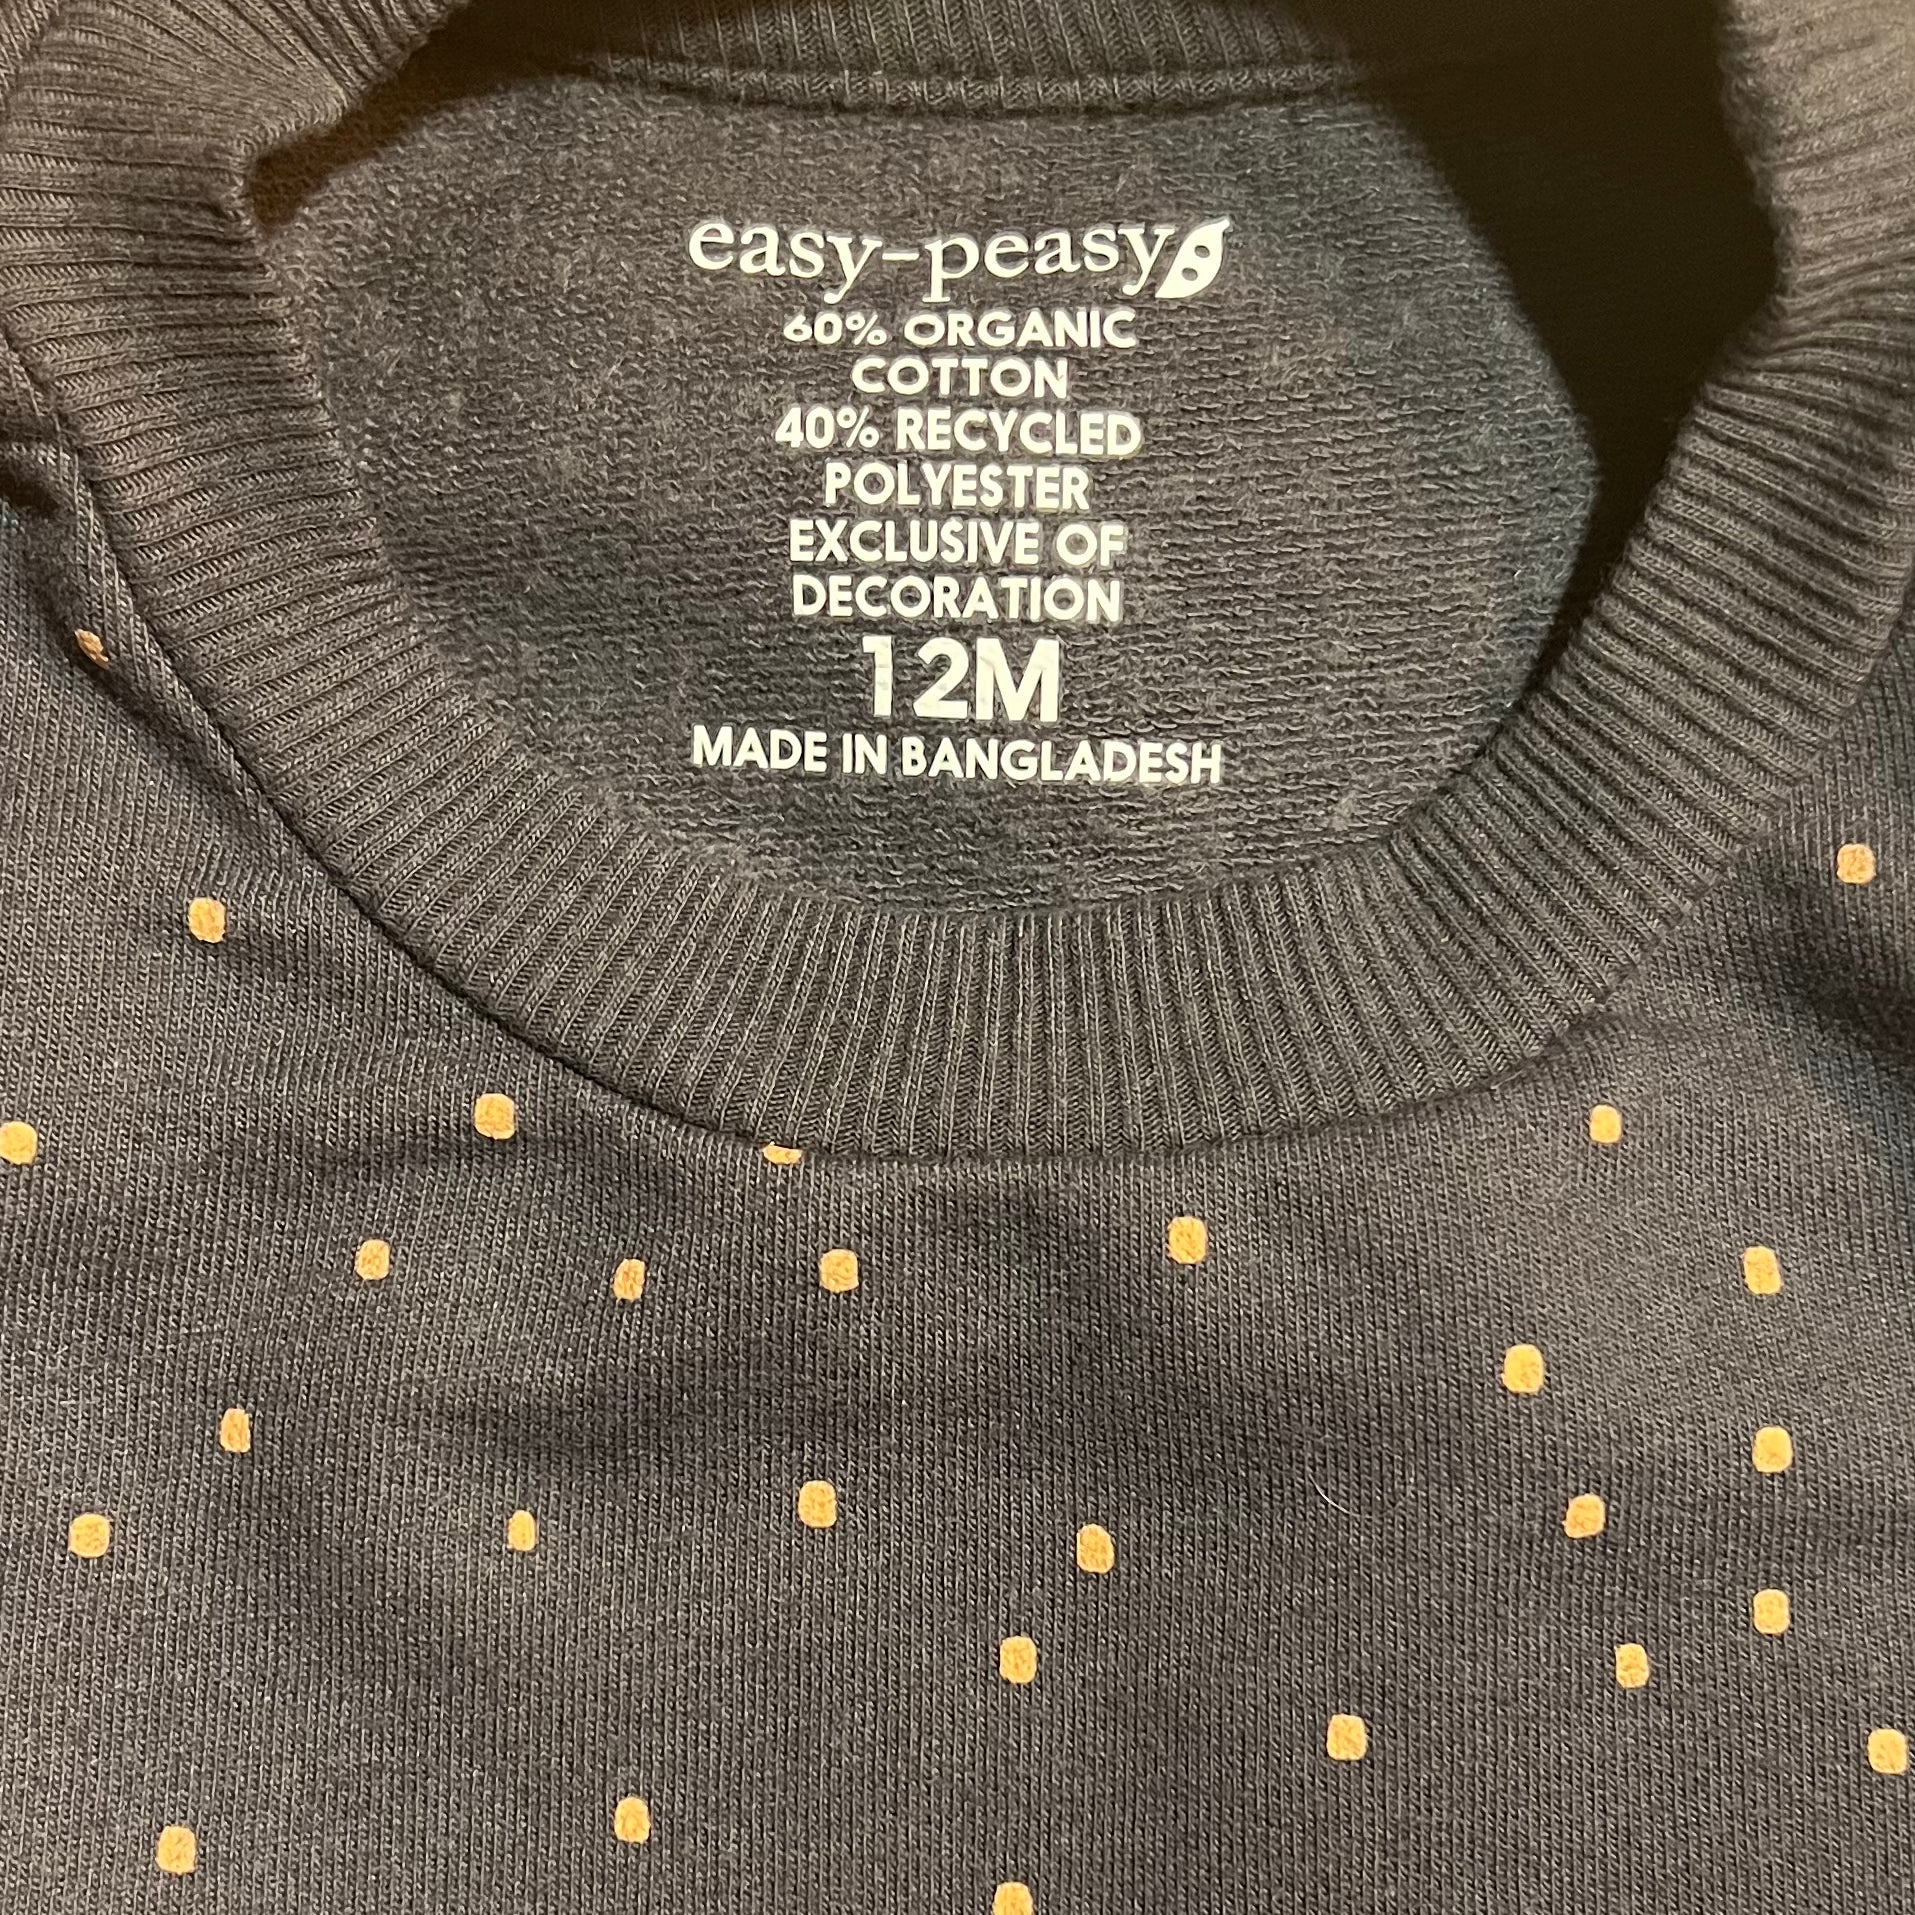 easy-peasy
60% ORGANIC
COTTON
40% RECYCLED
POLYESTER
EXCLUSIVE OF
DECORATION
12M
MADE IN BANGLADESH